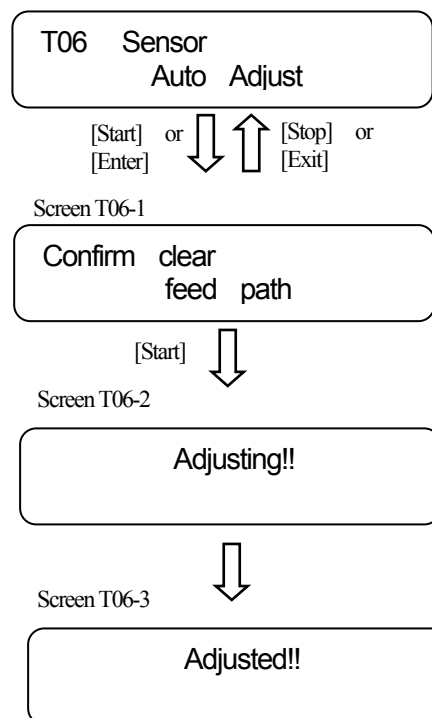 T06 Sensor
Auto Adjust
[Start] or
[Enter]
[Stop] or
[Exit]
Screen T06-1
Confirm clear
feed path
[Start]
Screen T06-2
Adjusting!!
Screen T06-3
Adjusted!!